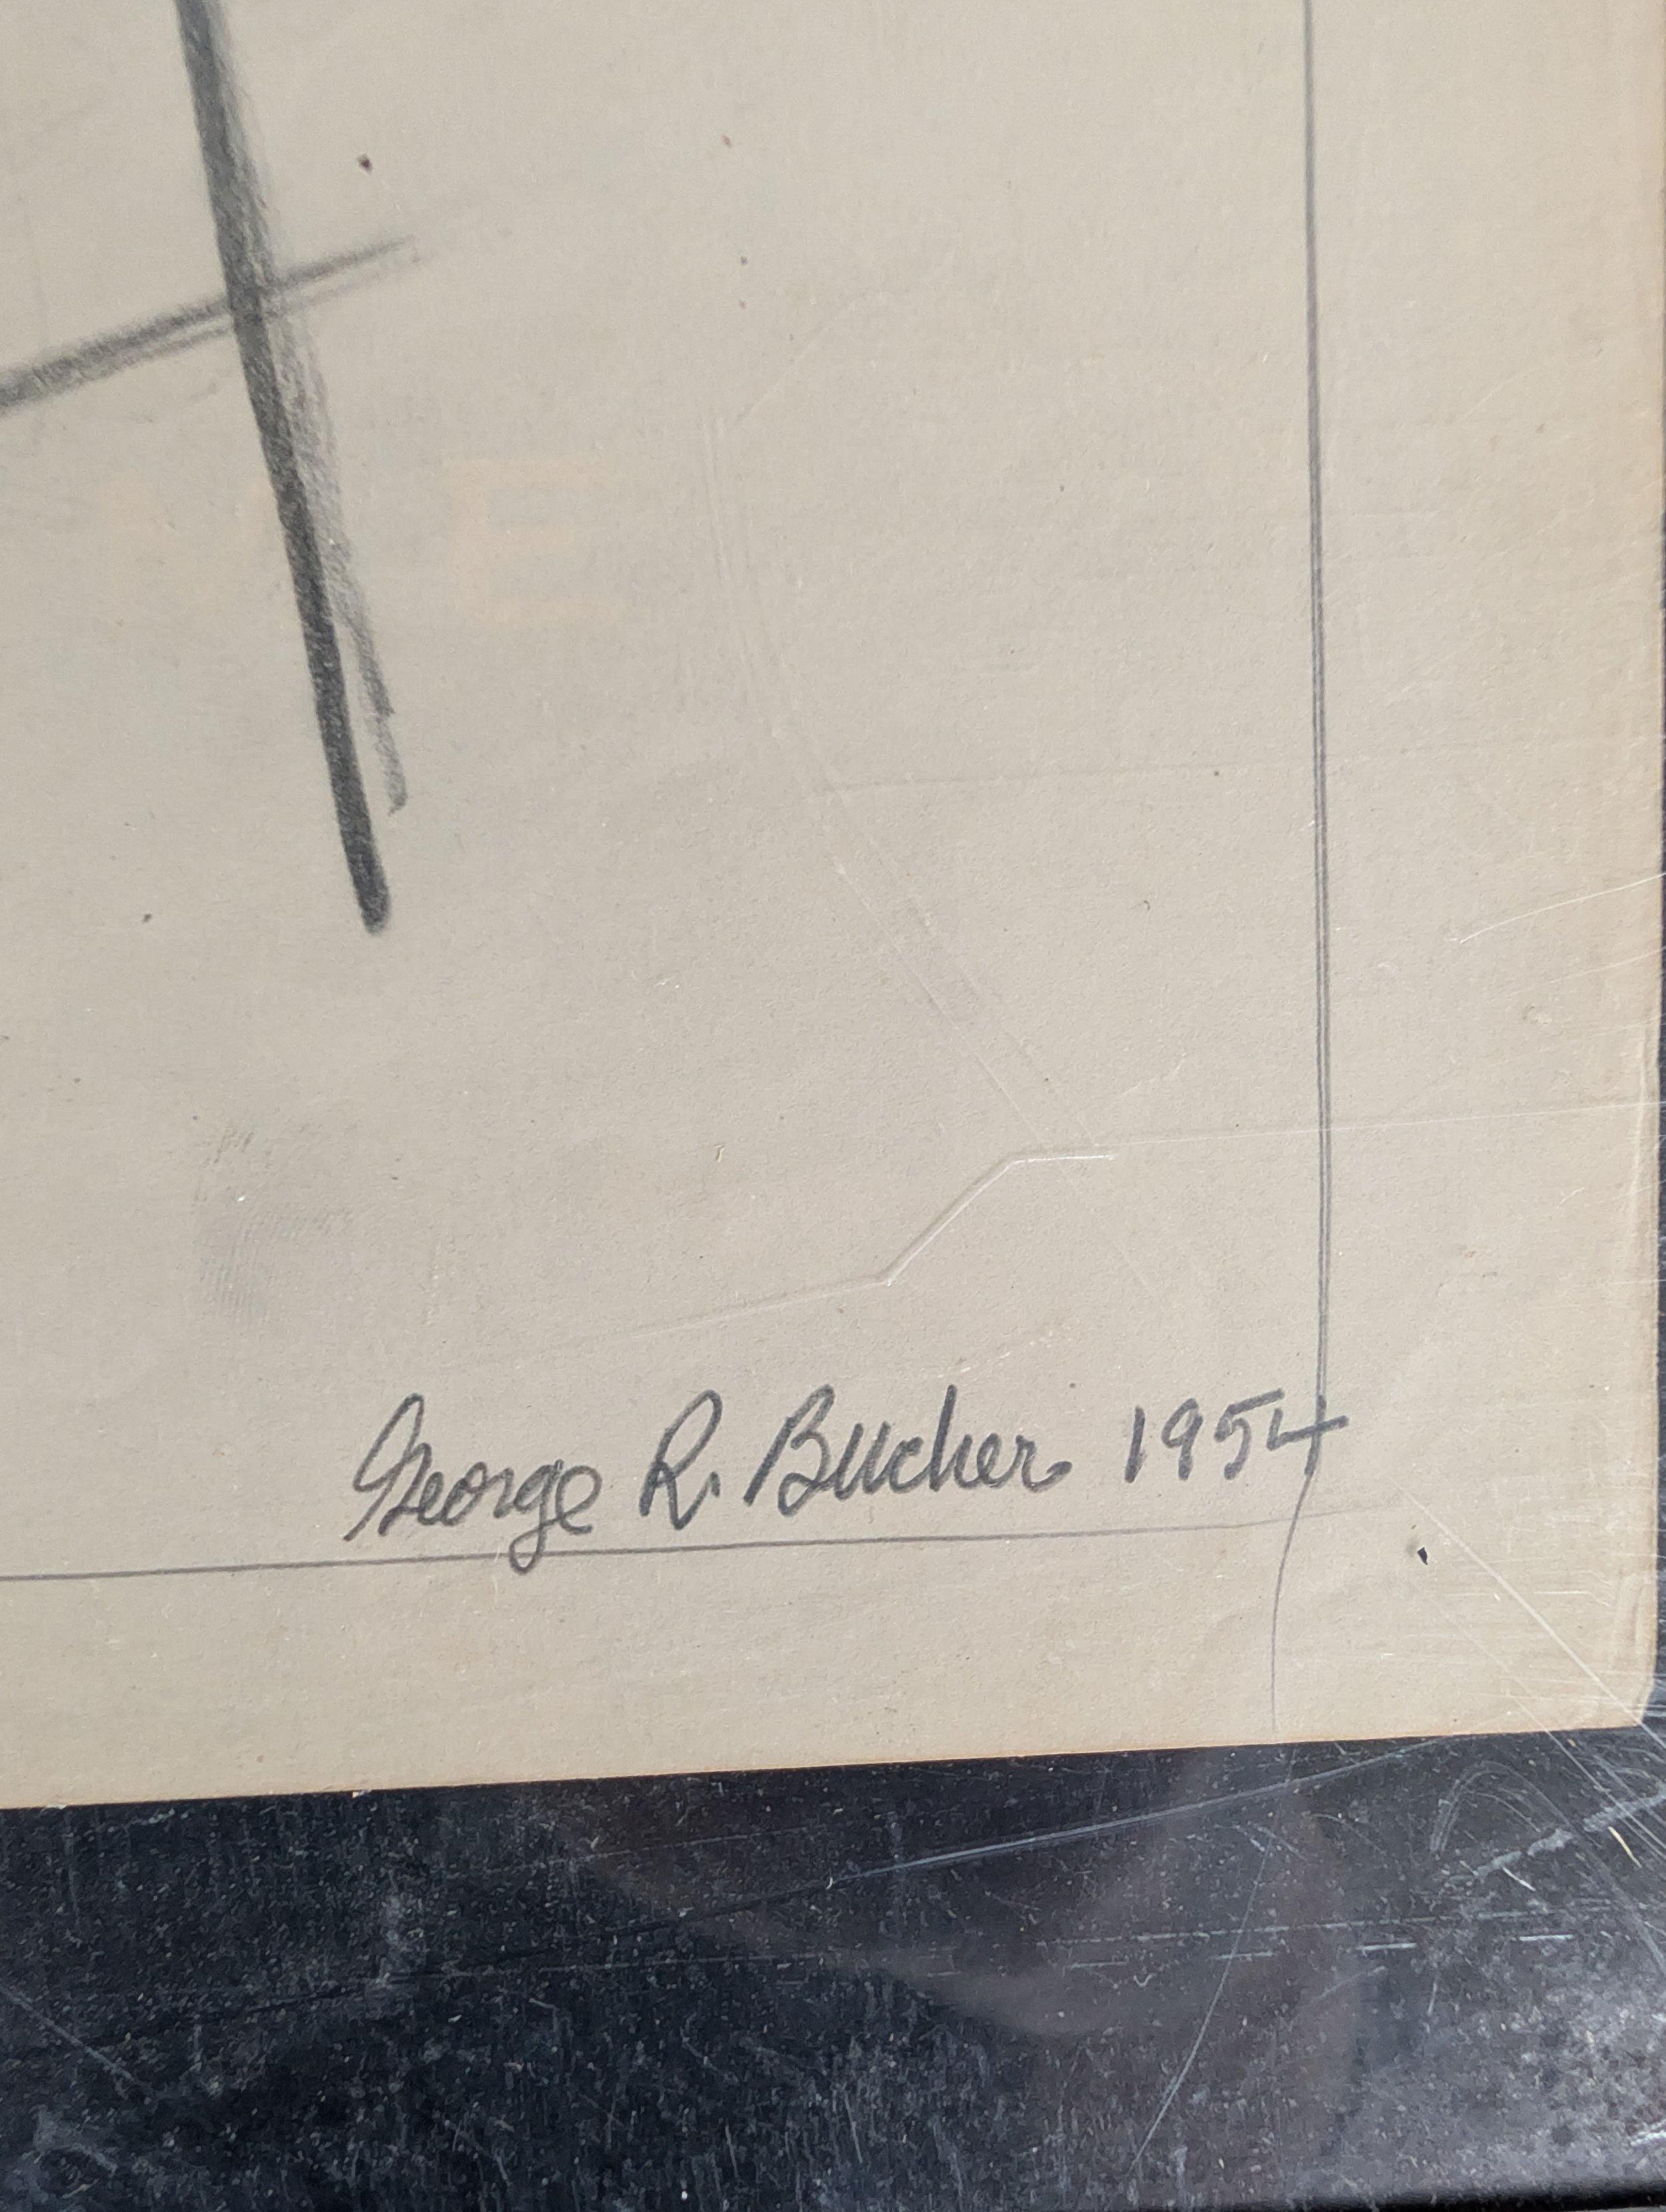 E
George R. Bucher 1954